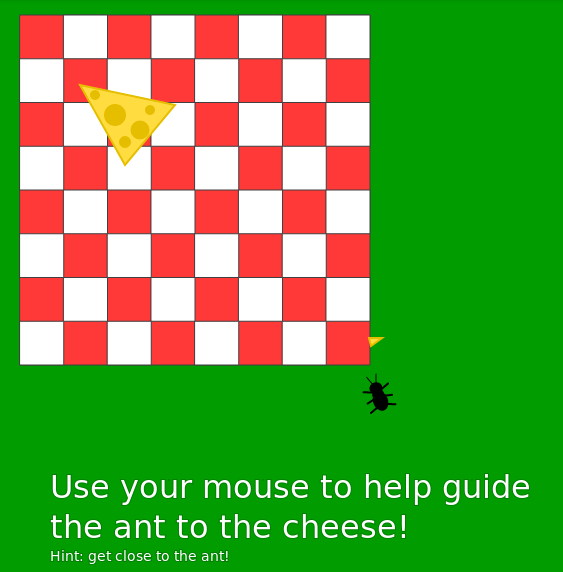 Use your mouse to help guide
the ant to the cheese!
Hint: get close to the ant!